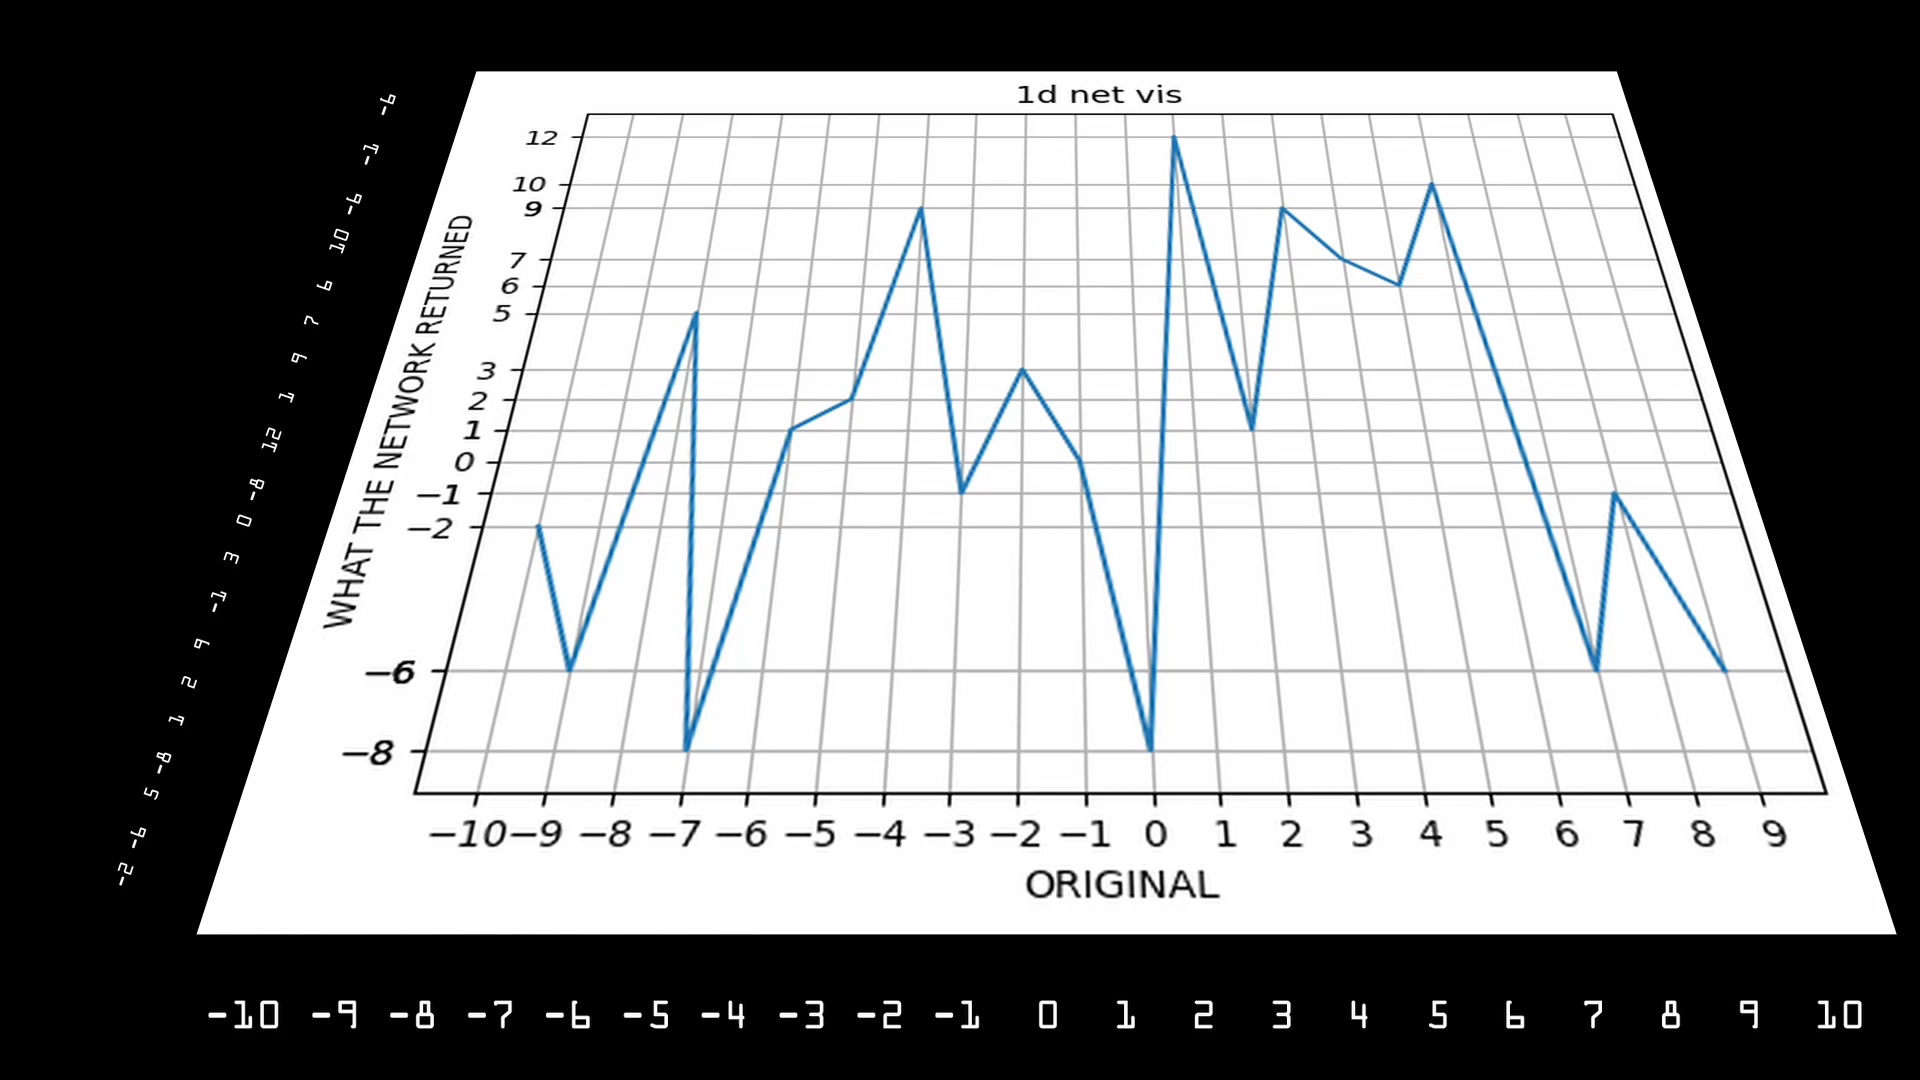 1d net vis
12
10
9
7
6
5
3
2
1
0
−1
−2
−6
−8
WHAT THE NETWORK RETURNED
−10 −9 −8 −7 −6 −5 −4 −3 −2 −1 0 1 2 3 4 5 6 7 8 9
ORIGINAL
-2 -6 5 -8 1 2 9 -1 3 0 -8 12 1 9 7 6 10 -6 -1 -6
-10 -9 -8 -7 -6 -5 -4 -3 -2 -1 0 1 2 3 4 5 6 7 8 9 10